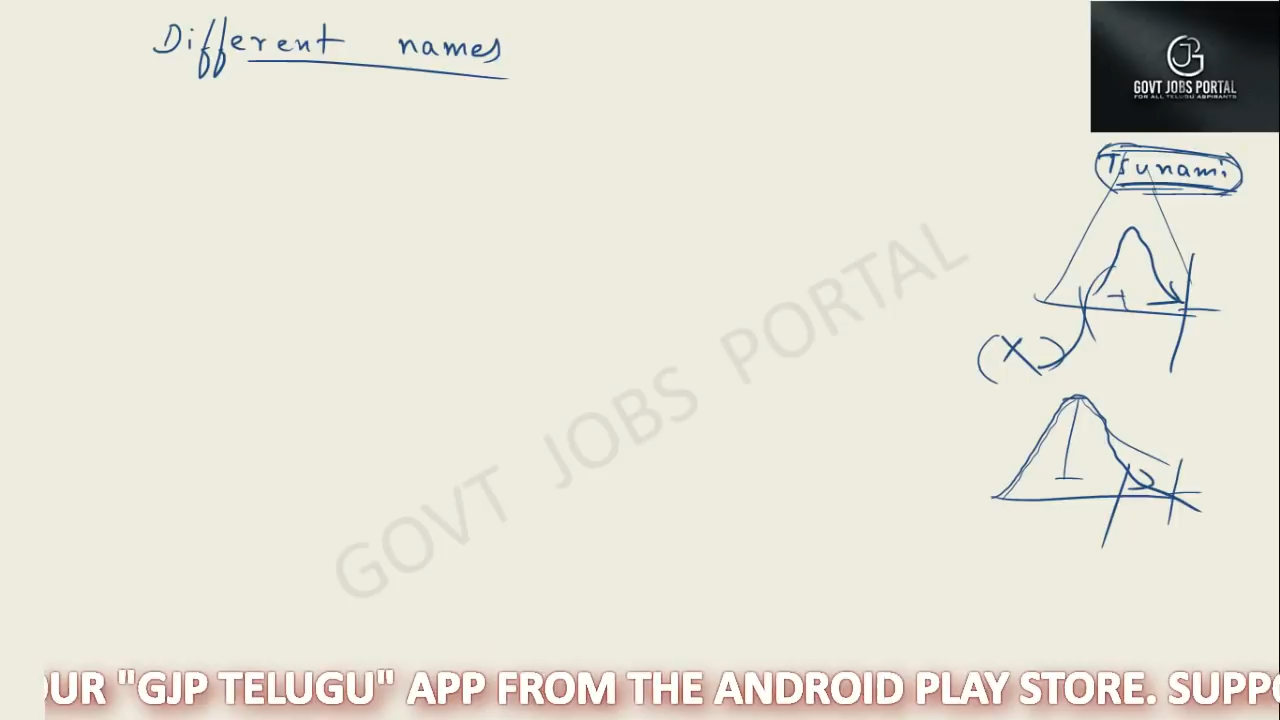 Different names
GOVT JOBS PORTAL
FOR ALL TELUGU ASPIRANTS
Tsunami
(X)
GOVT JOBS PORTAL
OUR "GJP TELUGU" APP FROM THE ANDROID PLAY STORE. SUPPO